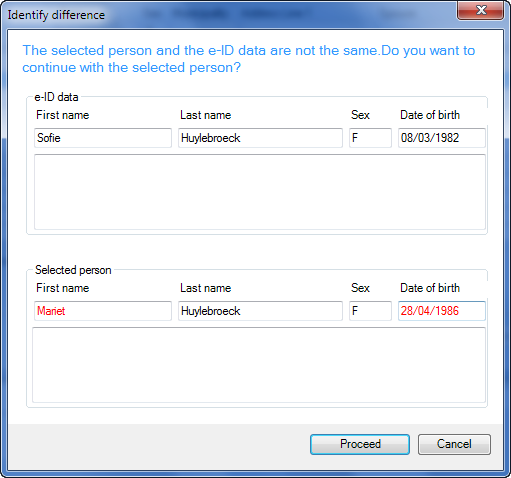 Identify difference
The selected person and the e-ID data are not the same.Do you want to
continue with the selected person?
e-ID data
First name Last name Sex Date of birth
Sofie Huylebroeck F 08/03/1982
Selected person
First name Last name Sex Date of birth
Mariet Huylebroeck F 28/04/1986
Proceed Cancel